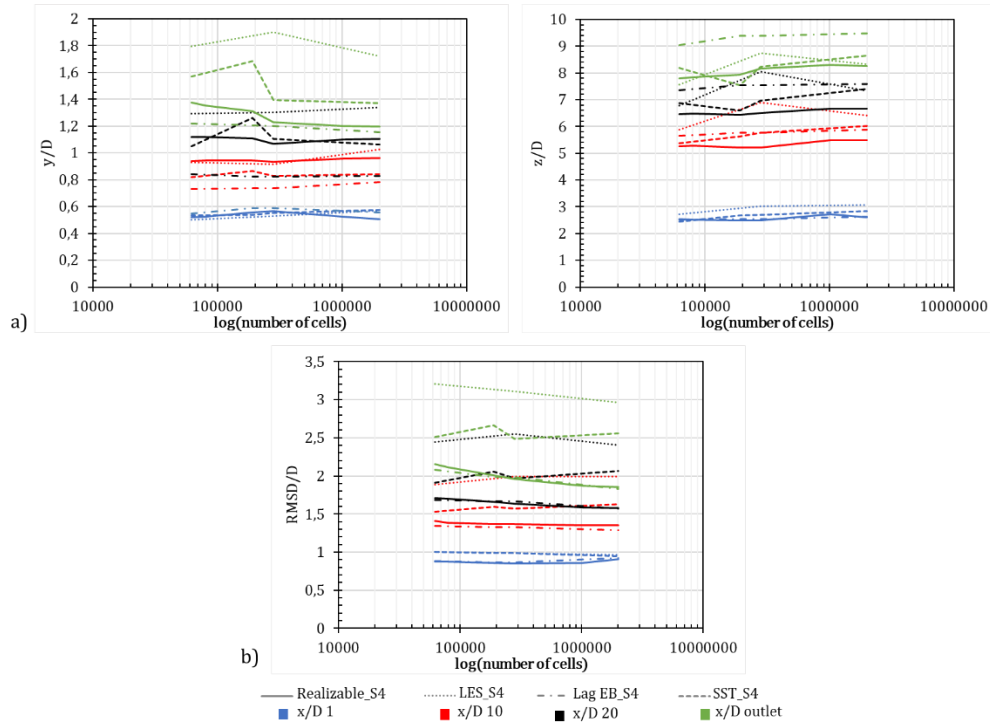 2
1,8
1,6
1,4
1,2
1
0,8
0,6
0,4
0,2
0
y/D
10000 100000 1000000 10000000
log(number of cells)
a)
10
9
8
7
6
5
4
3
2
1
0
z/D
10000 100000 1000000 10000000
log(number of cells)
3,5
3
2,5
2
1,5
1
0,5
0
RMSD/D
10000 100000 1000000 10000000
log(number of cells)
b)
Realizable_S4 LES_S4 Lag EB_S4 SST_S4
x/D 1 x/D 10 x/D 20 x/D outlet